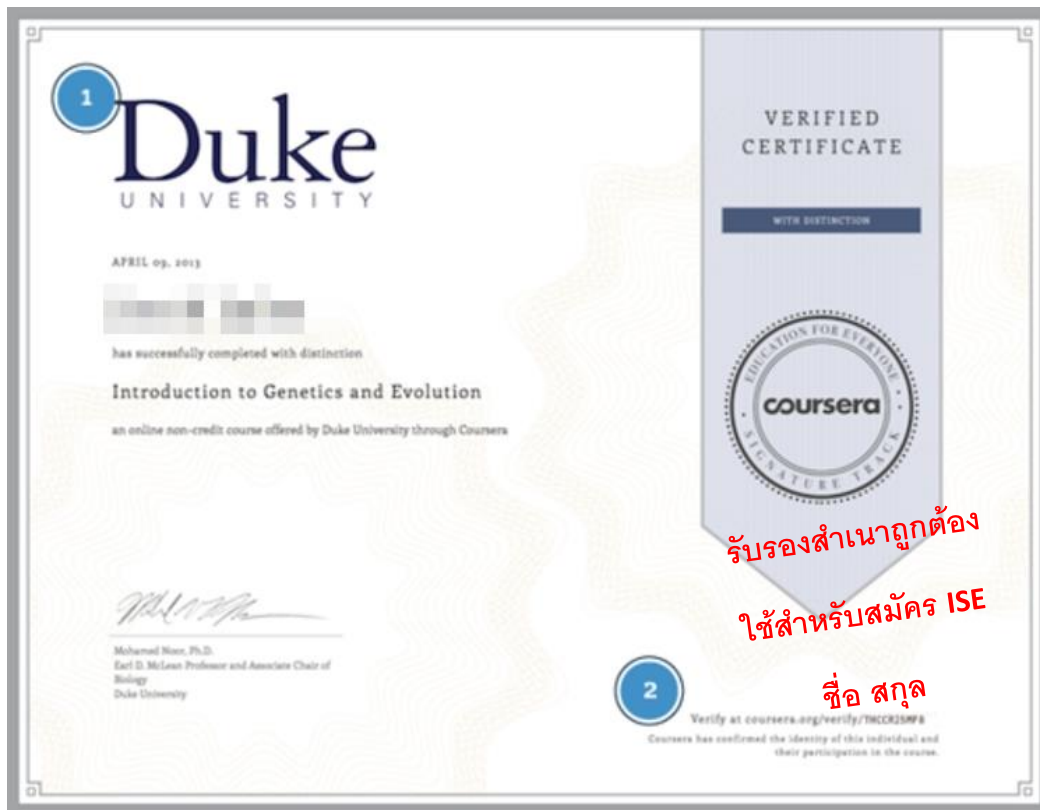 1
Duke
UNIVERSITY
APRIL 09, 2013
has successfully completed with distinction
Introduction to Genetics and Evolution
an online non-credit course offered by Duke University through Coursera
Mohamed Noor, Ph.D.
Earl D. McLean Professor and Associate Chair of
Biology
Duke University
VERIFIED
CERTIFICATE
WITH DISTINCTION
EDUCATION FOR EVERYONE
coursera
SIGNATURE TRACK
รับรองสำเนาถูกต้อง
ใช้สำหรับสมัคร ISE
ชื่อ สกุล
2
Verify at coursera.org/verify/
Coursera has confirmed the identity of this individual and
their participation in the course.